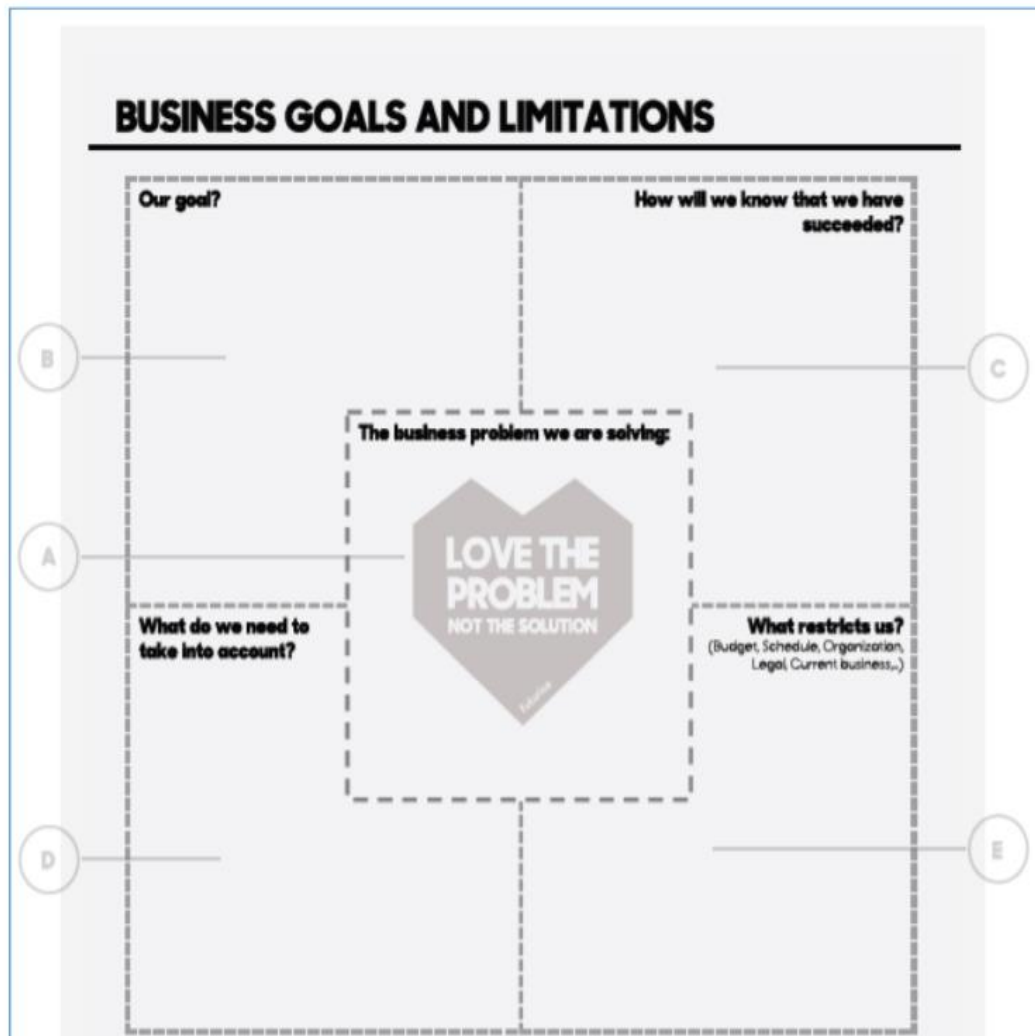 BUSINESS GOALS AND LIMITATIONS
Our goal?
How will we know that we have
succeeded?
B
C
The business problem we are solving:
A
LOVE THE
PROBLEM
NOT THE SOLUTION
What do we need to
take into account?
What restricts us?
(Budget, Schedule, Organization,
Legal, Current business,..)
D
E